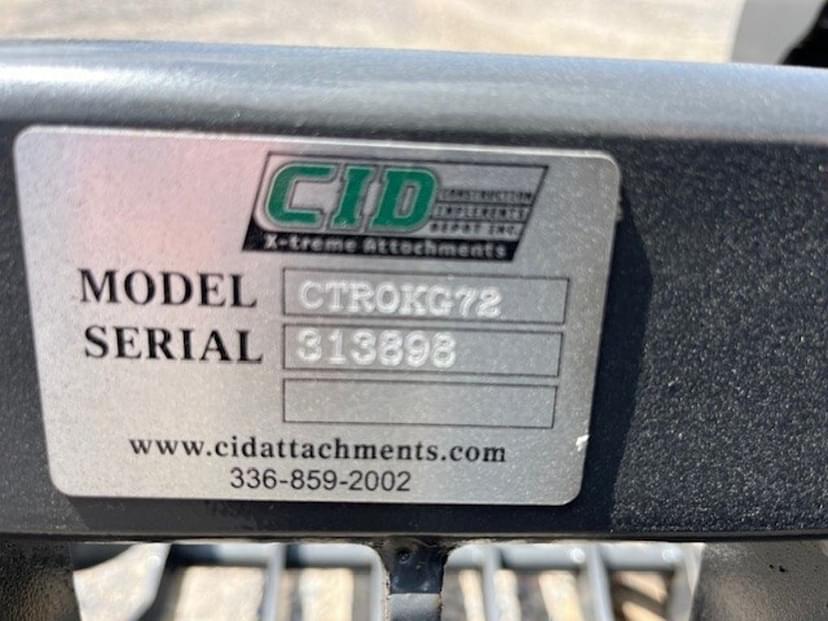 CID
CONSTRUCTION
IMPLEMENTS
DEPOT INC.
X-treme Attachments
MODEL CTROKG72
SERIAL 313898
www.cidattachments.com
336-859-2002